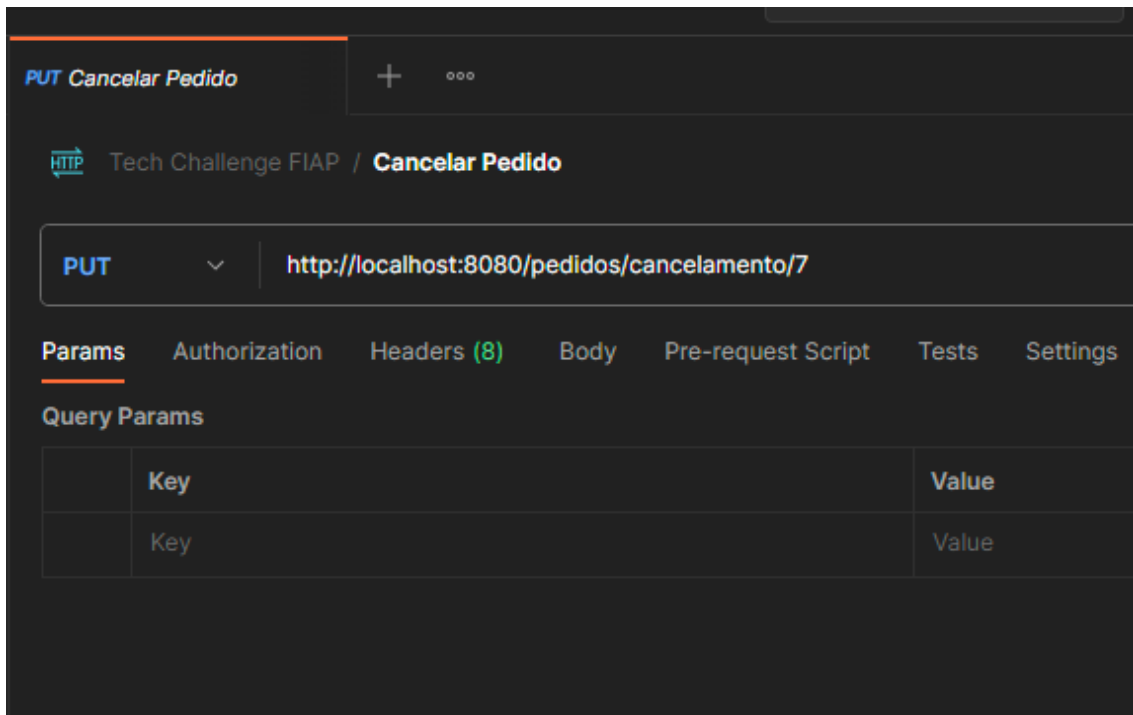 PUT Cancelar Pedido
HTTP Tech Challenge FIAP / Cancelar Pedido
PUT http://localhost:8080/pedidos/cancelamento/7
Params Authorization Headers (8) Body Pre-request Script Tests Settings
Query Params
Key Value
Key Value